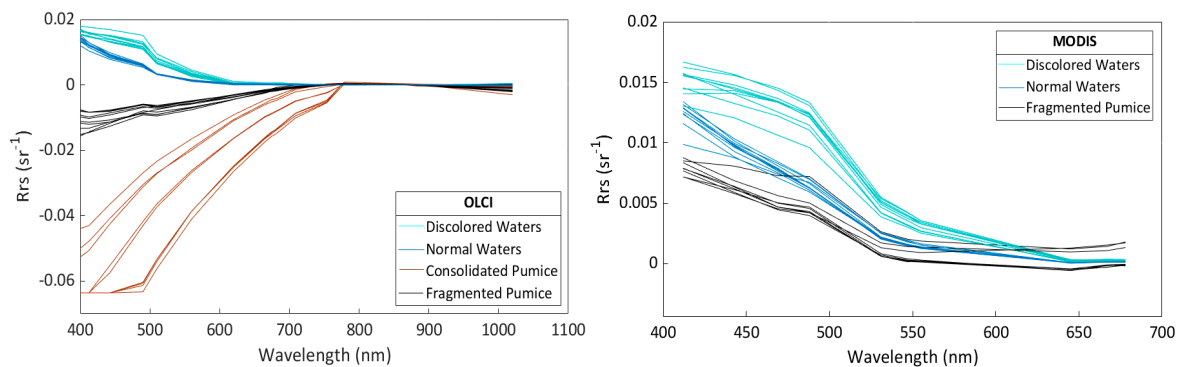 0.02
0
-0.02
-0.04
-0.06
Rrs (sr⁻¹)
400 500 600 700 800 900 1000 1100
Wavelength (nm)
OLCI
Discolored Waters
Normal Waters
Consolidated Pumice
Fragmented Pumice
0.02
0.015
0.01
0.005
0
Rrs (sr⁻¹)
400 450 500 550 600 650 700
Wavelength (nm)
MODIS
Discolored Waters
Normal Waters
Fragmented Pumice